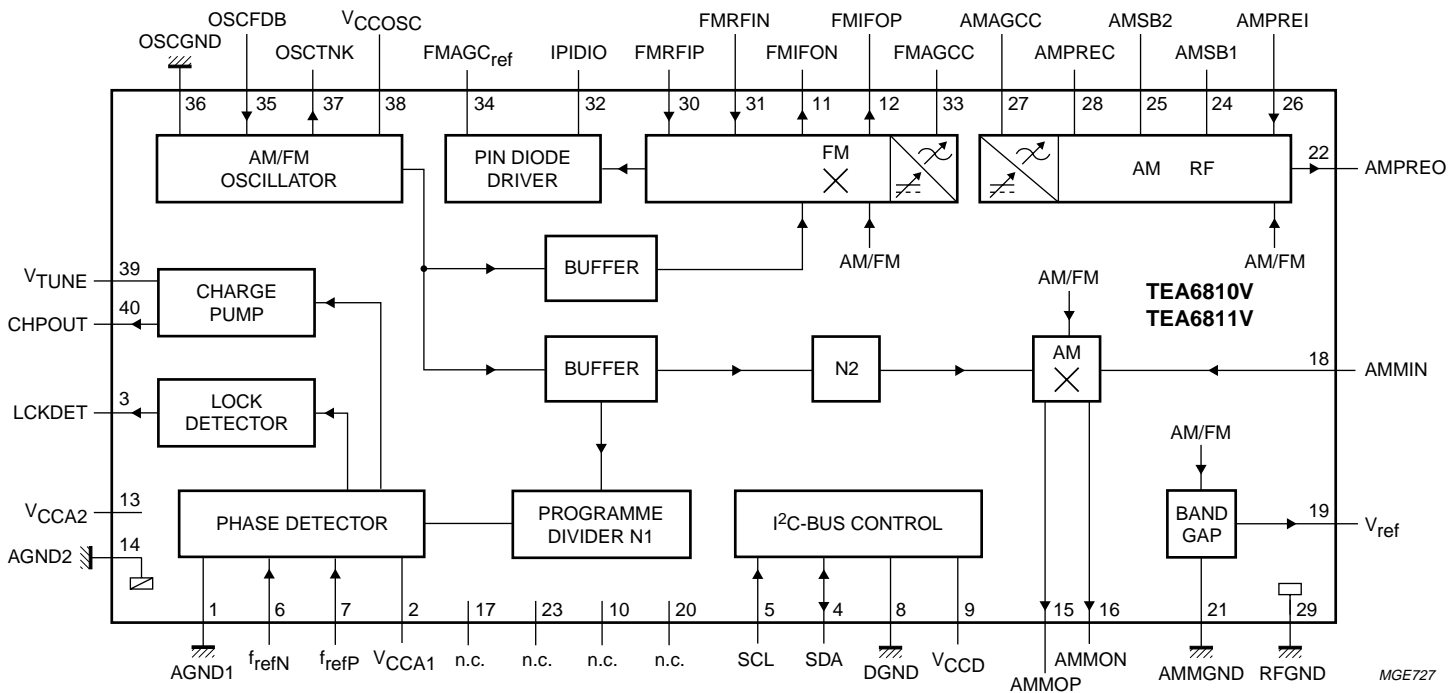 OSCGND
OSCFDB
OSCTNK
VCCOSC
FMAGCref
IPIDIO
FMRFIP
FMRFIN
FMIFON
FMIFOP
FMAGCC
AMAGCC
AMPREC
AMSB2
AMSB1
AMPREI
36 35 37 38 34 32 30 31 11 12 33 27 28 25 24 26
AM/FM
OSCILLATOR
PIN DIODE
DRIVER
FM
AM RF
22
AMPREO
BUFFER
AM/FM
AM/FM
VTUNE
39
CHPOUT
40
CHARGE
PUMP
AM/FM
TEA6810V
TEA6811V
BUFFER
N2
AM
18
AMMIN
LCKDET
3
LOCK
DETECTOR
AM/FM
VCCA2
13
AGND2
14
PHASE DETECTOR
PROGRAMME
DIVIDER N1
I2C-BUS CONTROL
BAND
GAP
19
Vref
1 6 7 2 17 23 10 20 5 4 8 9 15 16 21 29
AGND1
frefN
frefP
VCCA1
n.c.
n.c.
n.c.
n.c.
SCL
SDA
DGND
VCCD
AMMOP
AMMON
AMMGND
RFGND
MGE727